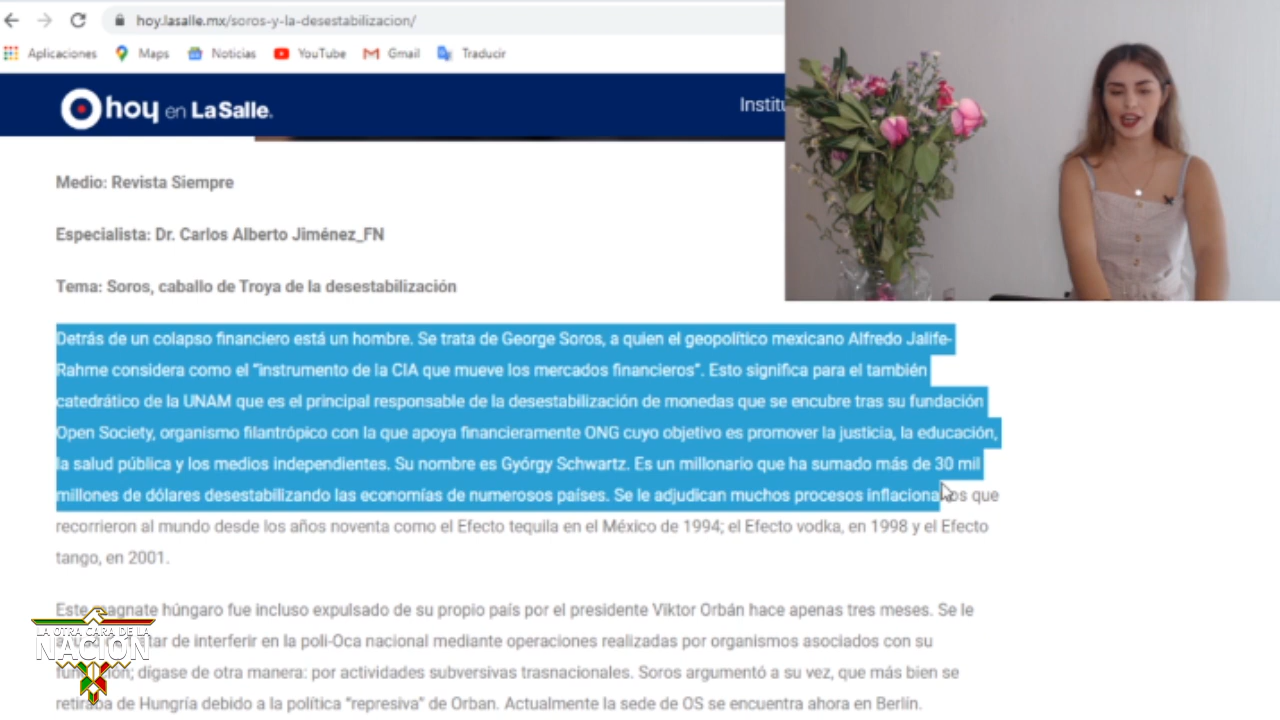 hoy.lasalle.mx/soros-y-la-desestabilizacion/
Aplicaciones Maps Noticias YouTube Gmail Traducir
hoy en LaSalle. Institu
Medio: Revista Siempre
Especialista: Dr. Carlos Alberto Jiménez_FN
Tema: Soros, caballo de Troya de la desestabilización
Detrás de un colapso financiero está un hombre. Se trata de George Soros, a quien el geopolítico mexicano Alfredo Jalife-
Rahme considera como el "instrumento de la CIA que mueve los mercados financieros". Esto significa para el también
catedrático de la UNAM que es el principal responsable de la desestabilización de monedas que se encubre tras su fundación
Open Society, organismo filantrópico con la que apoya financieramente ONG cuyo objetivo es promover la justicia, la educación,
la salud pública y los medios independientes. Su nombre es Gyórgy Schwartz. Es un millonario que ha sumado más de 30 mil
millones de dólares desestabilizando las economías de numerosos países. Se le adjudican muchos procesos inflacionarios que
recorrieron al mundo desde los años noventa como el Efecto tequila en el México de 1994; el Efecto vodka, en 1998 y el Efecto
tango, en 2001.
Este magnate húngaro fue incluso expulsado de su propio país por el presidente Viktor Orbán hace apenas tres meses. Se le
tar de interferir en la poli-Oca nacional mediante operaciones realizadas por organismos asociados con su
fundación; dígase de otra manera: por actividades subversivas trasnacionales. Soros argumentó a su vez, que más bien se
retiraba de Hungría debido a la política "represiva" de Orban. Actualmente la sede de OS se encuentra ahora en Berlín.
LA OTRA CARA DE LA
NACIÓN